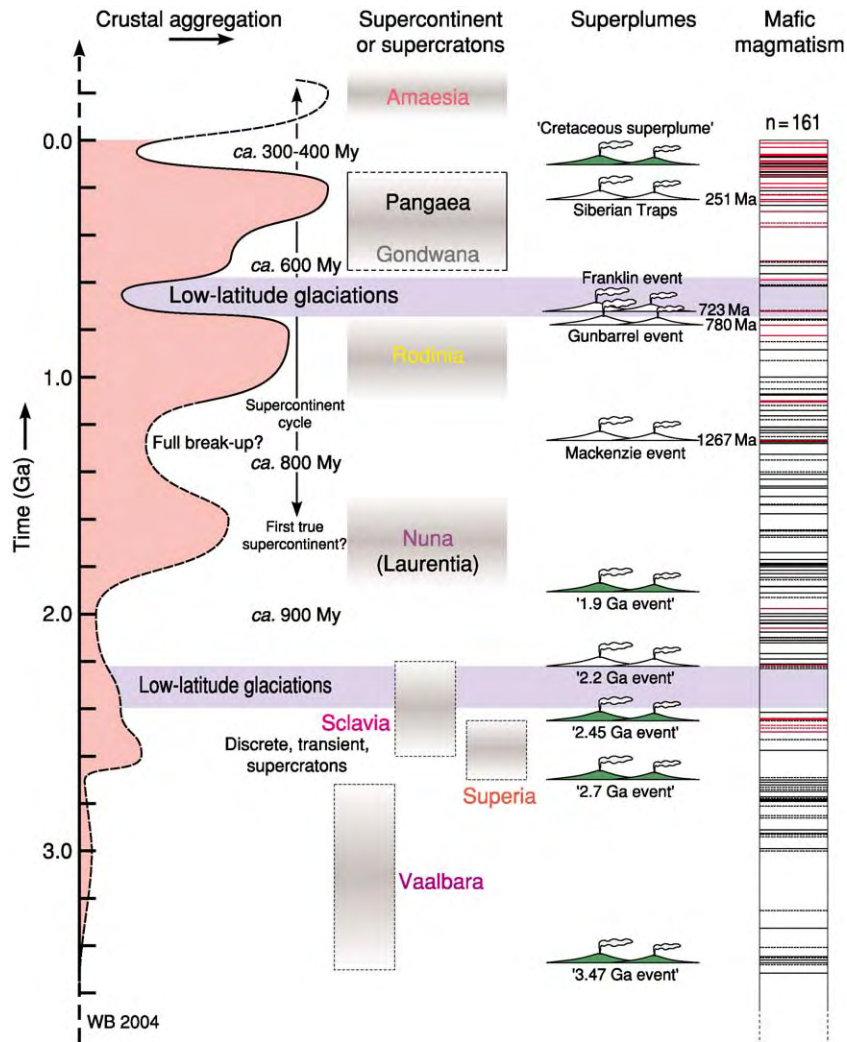 Crustal aggregation
Supercontinent
or supercratons
Superplumes
Mafic
magmatism
n=161
Amaesia
0.0
ca. 300-400 My
'Cretaceous superplume'
Pangaea
Siberian Traps
251 Ma
Gondwana
ca. 600 My
Low-latitude glaciations
Franklin event
723 Ma
780 Ma
Gunbarrel event
Rodinia
1.0
Supercontinent
cycle
Full break-up?
ca. 800 My
1267 Ma
Mackenzie event
Time (Ga)
First true
supercontinent?
Nuna
(Laurentia)
'1.9 Ga event'
2.0
ca. 900 My
Low-latitude glaciations
'2.2 Ga event'
Sclavia
'2.45 Ga event'
Discrete, transient,
supercratons
Superia
'2.7 Ga event'
3.0
Vaalbara
'3.47 Ga event'
WB 2004